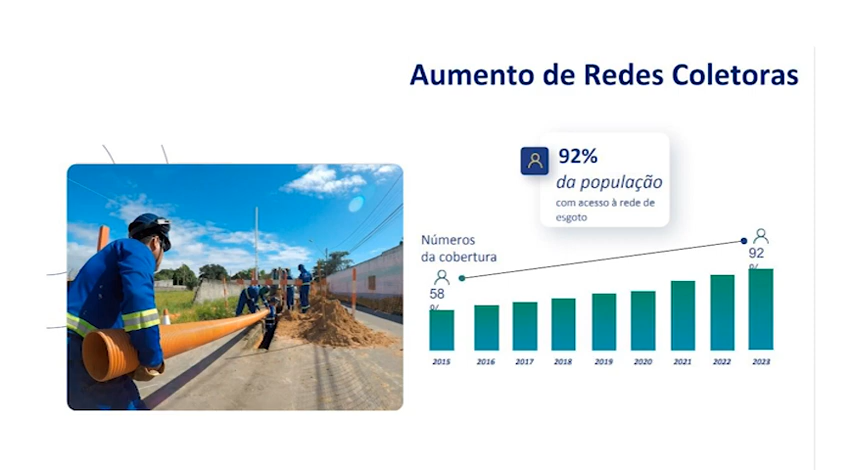 Aumento de Redes Coletoras
92%
da população
com acesso à rede de
esgoto
Números
da cobertura
58
%
92
%
2015 2016 2017 2018 2019 2020 2021 2022 2023